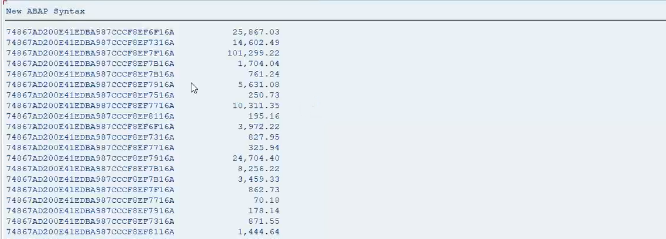 New ABAP Syntax
74867AD200E41EDBA987CCCF8EF6F16A 25,867.03
74867AD200E41EDBA987CCCF8EF7316A 14,602.49
74867AD200E41EDBA987CCCF8EF7F16A 101,299.22
74867AD200E41EDBA987CCCF8EF7B16A 1,704.04
74867AD200E41EDBA987CCCF8EF7B16A 761.24
74867AD200E41EDBA987CCCF8EF7916A 5,631.08
74867AD200E41EDBA987CCCF8EF7516A 250.73
74867AD200E41EDBA987CCCF8EF7716A 10,311.35
74867AD200E41EDBA987CCCF8EF8116A 195.16
74867AD200E41EDBA987CCCF8EF6F16A 3,972.22
74867AD200E41EDBA987CCCF8EF7316A 827.95
74867AD200E41EDBA987CCCF8EF7716A 325.94
74867AD200E41EDBA987CCCF8EF7916A 24,704.40
74867AD200E41EDBA987CCCF8EF7B16A 8,256.22
74867AD200E41EDBA987CCCF8EF7B16A 3,459.33
74867AD200E41EDBA987CCCF8EF7F16A 862.73
74867AD200E41EDBA987CCCF8EF7716A 70.18
74867AD200E41EDBA987CCCF8EF7916A 178.14
74867AD200E41EDBA987CCCF8EF7316A 871.55
74867AD200E41EDBA987CCCF8EF8116A 1,444.64